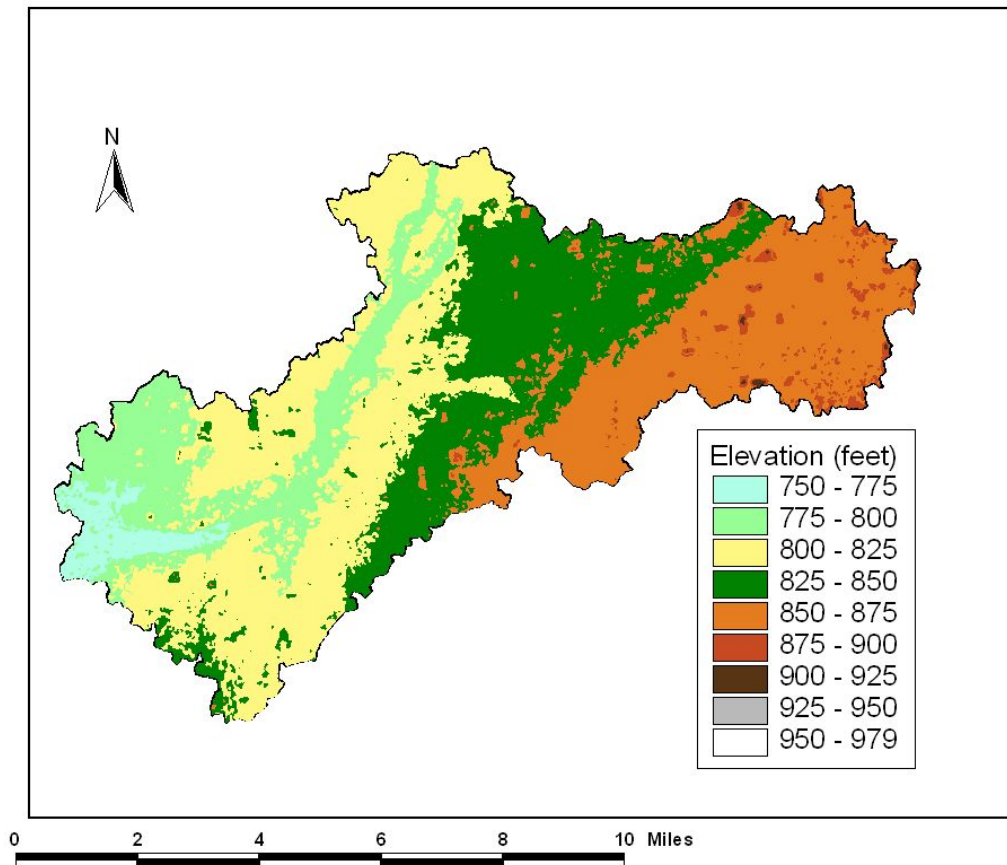 N
Elevation (feet)
750 - 775
775 - 800
800 - 825
825 - 850
850 - 875
875 - 900
900 - 925
925 - 950
950 - 979
0 2 4 6 8 10 Miles